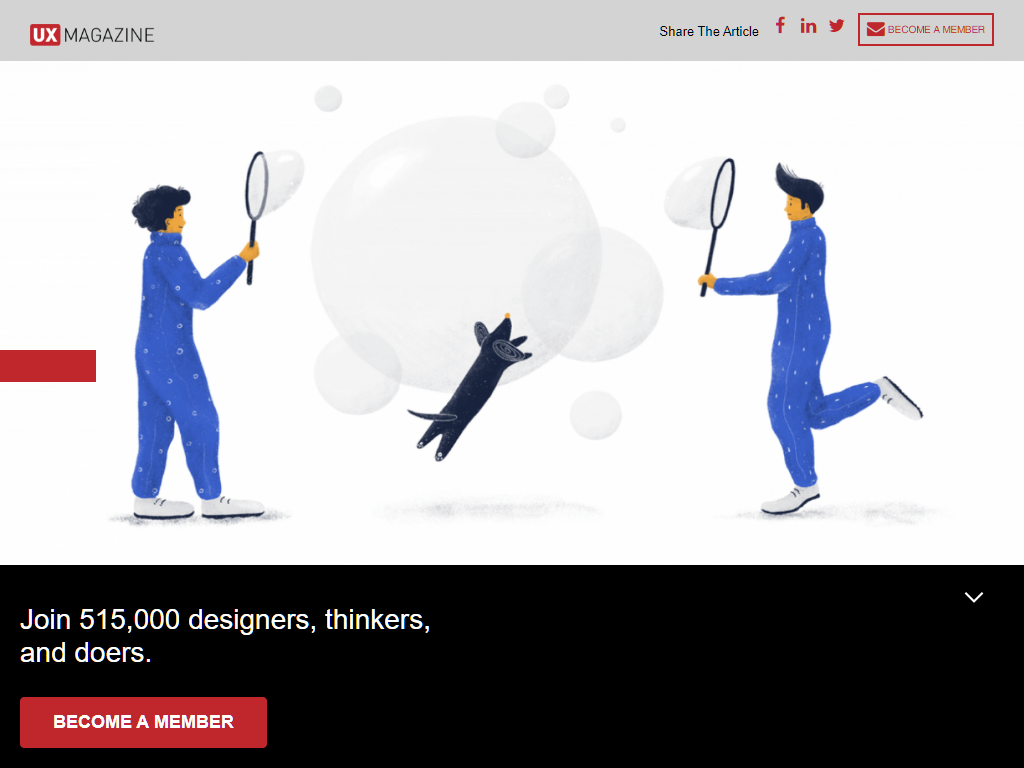 UX MAGAZINE
Share The Article
BECOME A MEMBER
Join 515,000 designers, thinkers,
and doers.
BECOME A MEMBER